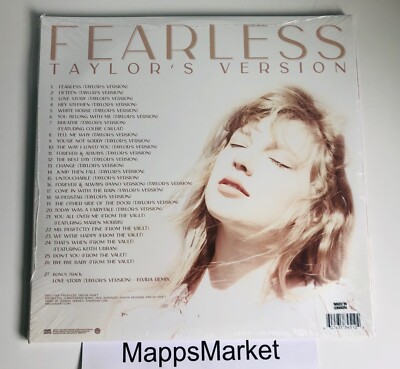 FEARLESS
TAYLOR'S VERSION
1 FEARLESS (TAYLOR'S VERSION)
2 FIFTEEN (TAYLOR'S VERSION)
3 LOVE STORY (TAYLOR'S VERSION)
4 HEY STEPHEN (TAYLOR'S VERSION)
5 WHITE HORSE (TAYLOR'S VERSION)
6 YOU BELONG WITH ME (TAYLOR'S VERSION)
7 BREATHE (TAYLOR'S VERSION)
(FEATURING COLBIE CAILLAT)
8 TELL ME WHY (TAYLOR'S VERSION)
9 YOU'RE NOT SORRY (TAYLOR'S VERSION)
10 THE WAY I LOVED YOU (TAYLOR'S VERSION)
11 FOREVER & ALWAYS (TAYLOR'S VERSION)
12 THE BEST DAY (TAYLOR'S VERSION)
13 CHANGE (TAYLOR'S VERSION)
14 JUMP THEN FALL (TAYLOR'S VERSION)
15 UNTOUCHABLE (TAYLOR'S VERSION)
16 FOREVER & ALWAYS (PIANO VERSION) (TAYLOR'S VERSION)
17 COME IN WITH THE RAIN (TAYLOR'S VERSION)
18 SUPERSTAR (TAYLOR'S VERSION)
19 THE OTHER SIDE OF THE DOOR (TAYLOR'S VERSION)
20 TODAY WAS A FAIRYTALE (TAYLOR'S VERSION)
21 YOU ALL OVER ME (FROM THE VAULT)
(FEATURING MAREN MORRIS)
22 MR. PERFECTLY FINE (FROM THE VAULT)
23 WE WERE HAPPY (FROM THE VAULT)
24 THAT'S WHEN (FROM THE VAULT)
(FEATURING KEITH URBAN)
25 DON'T YOU (FROM THE VAULT)
26 BYE BYE BABY (FROM THE VAULT)
27 BONUS TRACK
LOVE STORY (TAYLOR'S VERSION) - ELVIRA REMIX
MADE IN
CANADA
MappsMarket